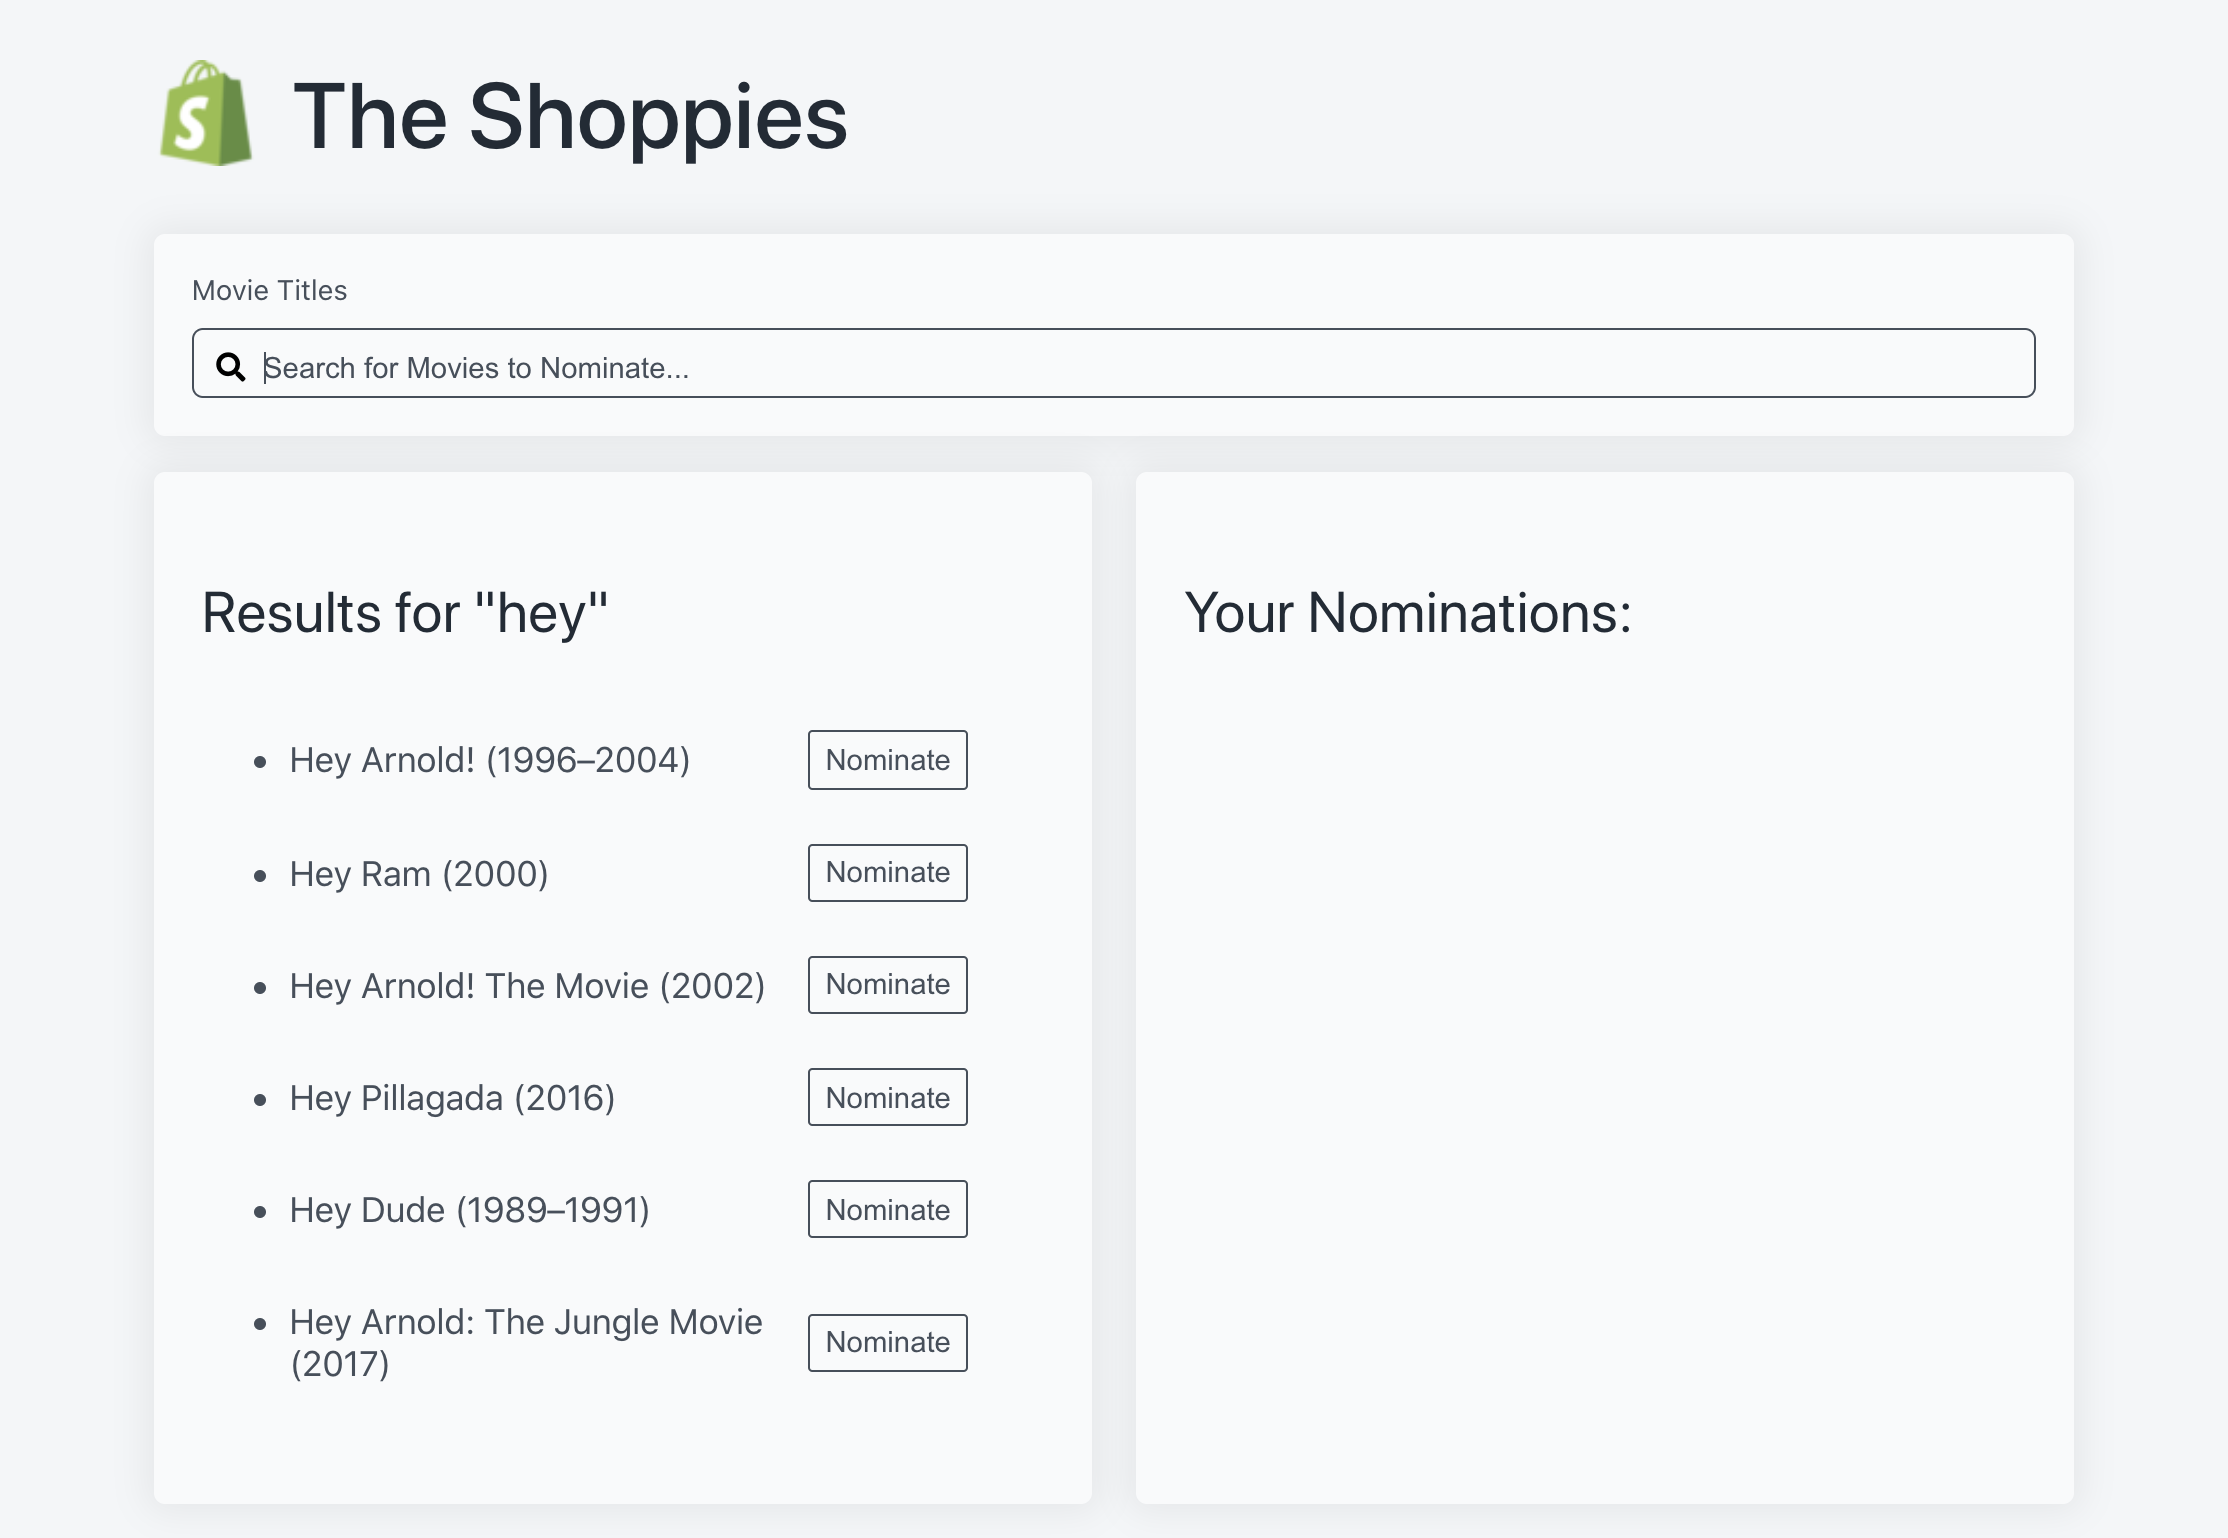 The Shoppies
Movie Titles
Search for Movies to Nominate...
Results for "hey"
Hey Arnold! (1996–2004)
Nominate
Hey Ram (2000)
Nominate
Hey Arnold! The Movie (2002)
Nominate
Hey Pillagada (2016)
Nominate
Hey Dude (1989–1991)
Nominate
Hey Arnold: The Jungle Movie
(2017)
Nominate
Your Nominations: